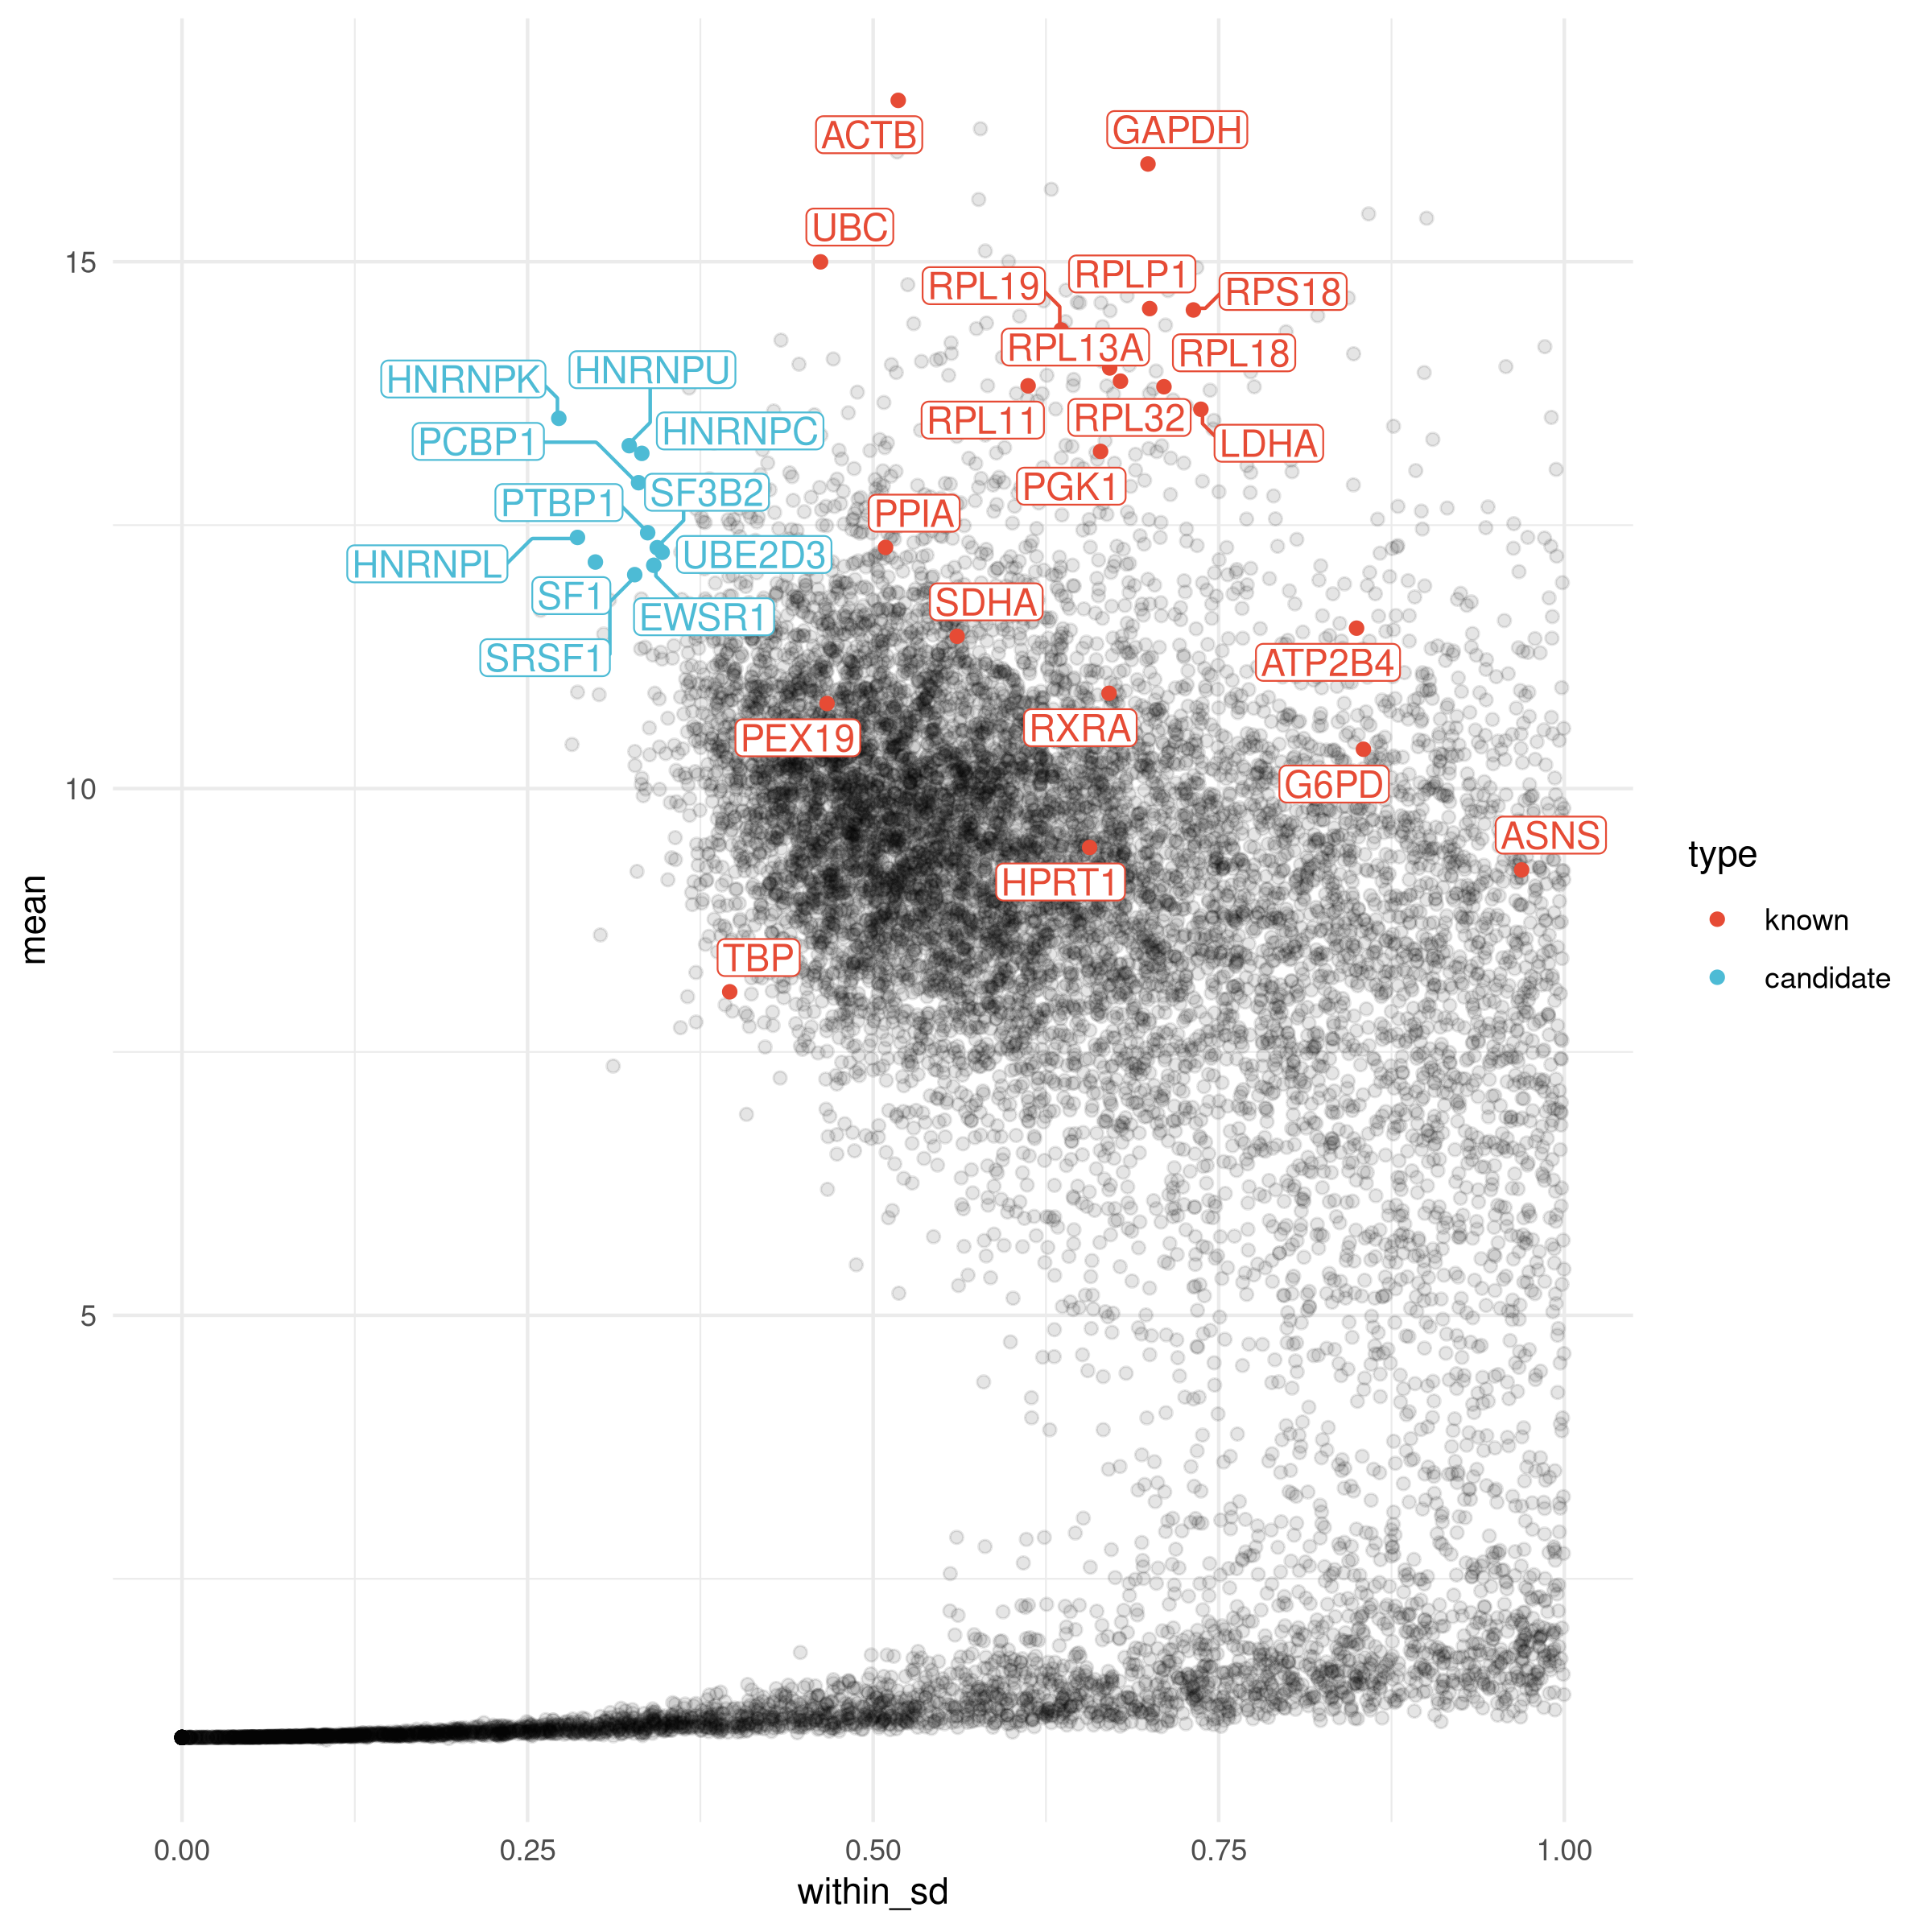 ACTB
GAPDH
UBC
RPL19
RPLP1
RPS18
RPL13A
RPL18
HNRNPK
HNRNPU
RPL11
RPL32
LDHA
PCBP1
HNRNPC
PGK1
PTBP1
SF3B2
PPIA
HNRNPL
UBE2D3
SF1
EWSR1
SDHA
SRSF1
ATP2B4
PEX19
RXRA
G6PD
ASNS
HPRT1
TBP
15
10
5
mean
0.00
0.25
0.50
0.75
1.00
within_sd
type
known
candidate